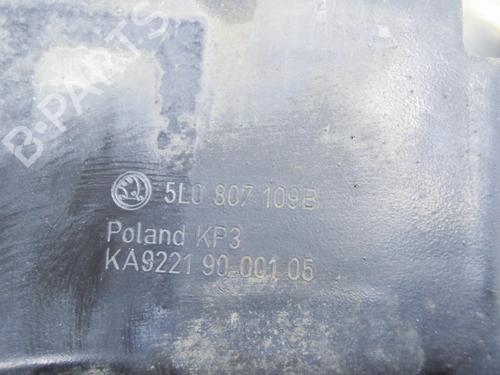 B-PARTS
5L0 807 109B
Poland KP3
KA9221 90 001 05